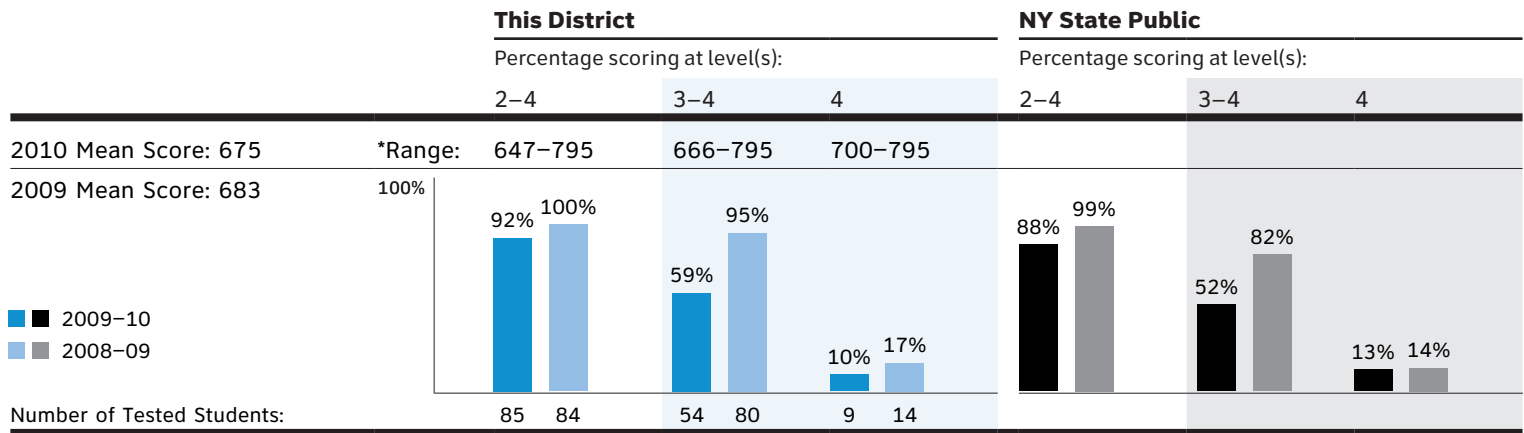 This District NY State Public
Percentage scoring at level(s): Percentage scoring at level(s):
2–4 3–4 4 2–4 3–4 4
2010 Mean Score: 675 *Range: 647–795 666–795 700–795
2009 Mean Score: 683 100%
92% 100% 59% 95% 10% 17% 88% 99% 52% 82% 13% 14%
2009–10
2008–09
Number of Tested Students: 85 84 54 80 9 14